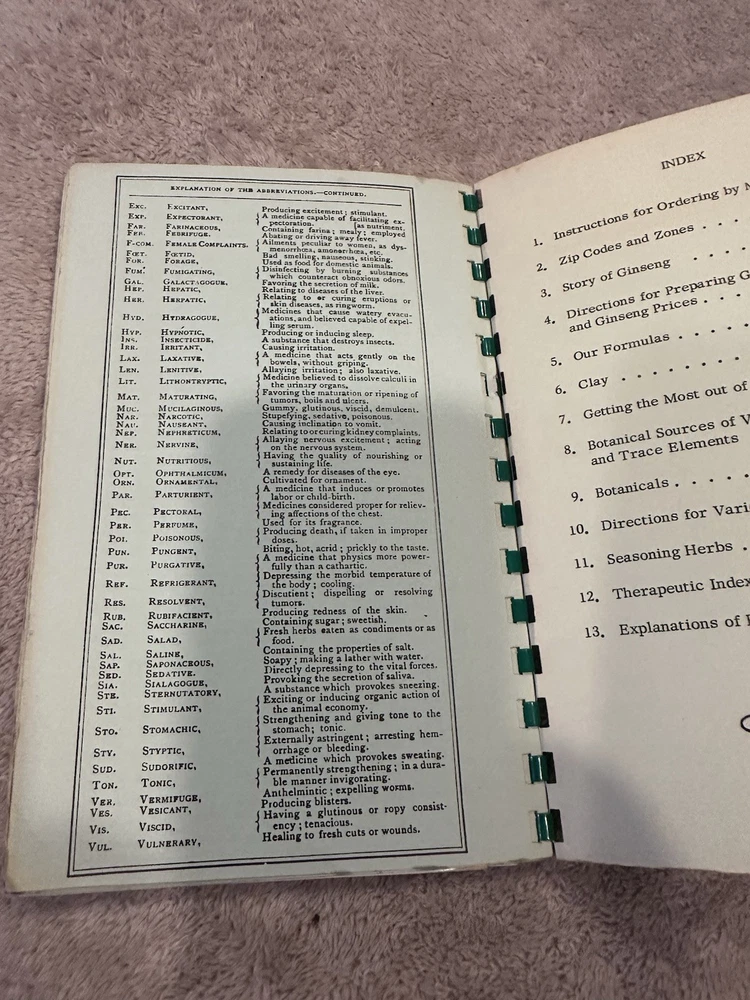 EXPLANATION OF THE ABBREVIATIONS.—CONTINUED.
EXC. EXCITANT, Producing excitement; stimulant.
EXP. EXPECTORANT, { A medicine capable of facilitating ex-
pectoration. [as nutriment.
FAR. FARINACEOUS, Containing farina; mealy; employed
FEB. FEBRIFUGE. Abating or driving away fever.
F-COM. FEMALE COMPLAINTS. { Ailments peculiar to women, as dys-
menorrhœa, amenorrhœa, etc.
FŒT. FŒTID, Bad smelling, nauseous, stinking.
FOR. FORAGE, Used as food for domestic animals.
FUM. FUMIGATING, { Disinfecting by burning substances
which counteract obnoxious odors.
GAL. GALACTAGOGUE, Favoring the secretion of milk.
HEP. HEPATIC, Relating to diseases of the liver.
HER. HERPATIC, { Relating to or curing eruptions or
skin diseases, as ringworm.
HYD. HYDRAGOGUE, { Medicines that cause watery evacu-
ations, and believed capable of expel-
ling serum.
HYP. HYPNOTIC, Producing or inducing sleep.
INS. INSECTICIDE, A substance that destroys insects.
IRR. IRRITANT, Causing irritation.
LAX. LAXATIVE, { A medicine that acts gently on the
bowels, without griping.
LEN. LENITIVE, Allaying irritation; also laxative.
LIT. LITHONTRYPTIC, { Medicine believed to dissolve calculi in
the urinary organs.
MAT. MATURATING, { Favoring the maturation or ripening of
tumors, boils and ulcers.
MUC. MUCILAGINOUS, Gummy, glutinous, viscid, demulcent.
NAR. NARCOTIC, Stupefying, sedative, poisonous.
NAU. NAUSEANT, Causing inclination to vomit.
NEP. NEPHRETICUM, Relating to or curing kidney complaints.
NER. NERVINE, { Allaying nervous excitement; acting
on the nervous system.
NUT. NUTRITIOUS, { Having the quality of nourishing or
sustaining life.
OPT. OPHTHALMICUM, A remedy for diseases of the eye.
ORN. ORNAMENTAL, Cultivated for ornament.
PAR. PARTURIENT, { A medicine that induces or promotes
labor or child-birth.
PEC. PECTORAL, { Medicines considered proper for reliev-
ing affections of the chest.
PER. PERFUME, Used for its fragrance.
POI. POISONOUS, { Producing death, if taken in improper
doses.
PUN. PUNGENT, Biting, hot, acrid; prickly to the taste.
PUR. PURGATIVE, { A medicine that physics more power-
fully than a cathartic.
REF. REFRIGERANT, { Depressing the morbid temperature of
the body; cooling.
RES. RESOLVENT, { Discutient; dispelling or resolving
tumors.
RUB. RUBIFACIENT, Producing redness of the skin.
SAC. SACCHARINE, Containing sugar; sweetish.
SAD. SALAD, { Fresh herbs eaten as condiments or as
food.
SAL. SALINE, Containing the properties of salt.
SAP. SAPONACEOUS, Soapy; making a lather with water.
SED. SEDATIVE. Directly depressing to the vital forces.
SIA. SIALAGOGUE, Provoking the secretion of saliva.
STE. STERNUTATORY, A substance which provokes sneezing.
STI. STIMULANT, { Exciting or inducing organic action of
the animal economy.
STO. STOMACHIC, { Strengthening and giving tone to the
stomach; tonic.
STY. STYPTIC, { Externally astringent; arresting hem-
orrhage or bleeding.
SUD. SUDORIFIC, A medicine which provokes sweating.
TON. TONIC, { Permanently strengthening; in a dura-
ble manner invigorating.
VER. VERMIFUGE, Anthelmintic; expelling worms.
VES. VESICANT, Producing blisters.
VIS. VISCID, { Having a glutinous or ropy consist-
ency; tenacious.
VUL. VULNERARY, Healing to fresh cuts or wounds.
INDEX
1. Instructions for Ordering by
2. Zip Codes and Zones . . .
3. Story of Ginseng . . .
4. Directions for Preparing
and Ginseng Prices . . .
5. Our Formulas . . . .
6. Clay . . . . . .
7. Getting the Most out of
8. Botanical Sources of
and Trace Elements
9. Botanicals . . . .
10. Directions for
11. Seasoning Herbs .
12. Therapeutic
13. Explanations of